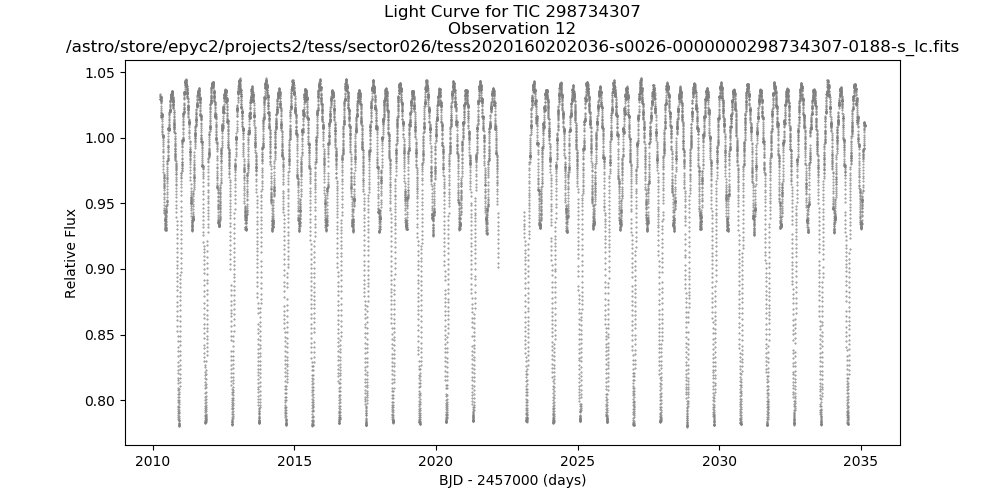 Light Curve for TIC 298734307
Observation 12
/astro/store/epyc2/projects2/tess/sector026/tess2020160202036-s0026-0000000298734307-0188-s_lc.fits
1.05
1.00
0.95
0.90
0.85
0.80
Relative Flux
2010
2015
2020
2025
2030
2035
BJD - 2457000 (days)